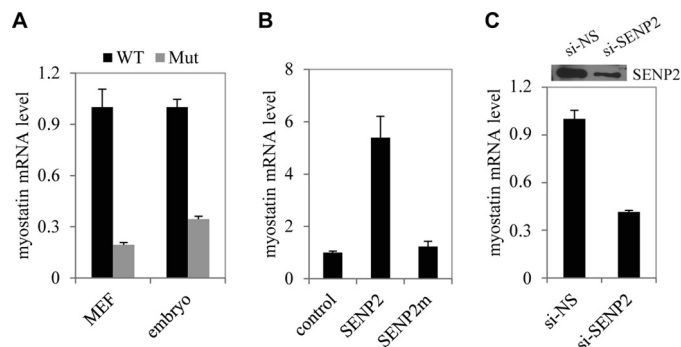 A
WT Mut
myostatin mRNA level
1.2
0.9
0.6
0.3
0
MEF
embryo
B
myostatin mRNA level
8
6
4
2
0
control
SENP2
SENP2m
C
si-NS
si-SENP2
SENP2
myostatin mRNA level
1.2
0.9
0.6
0.3
0
si-NS
si-SENP2